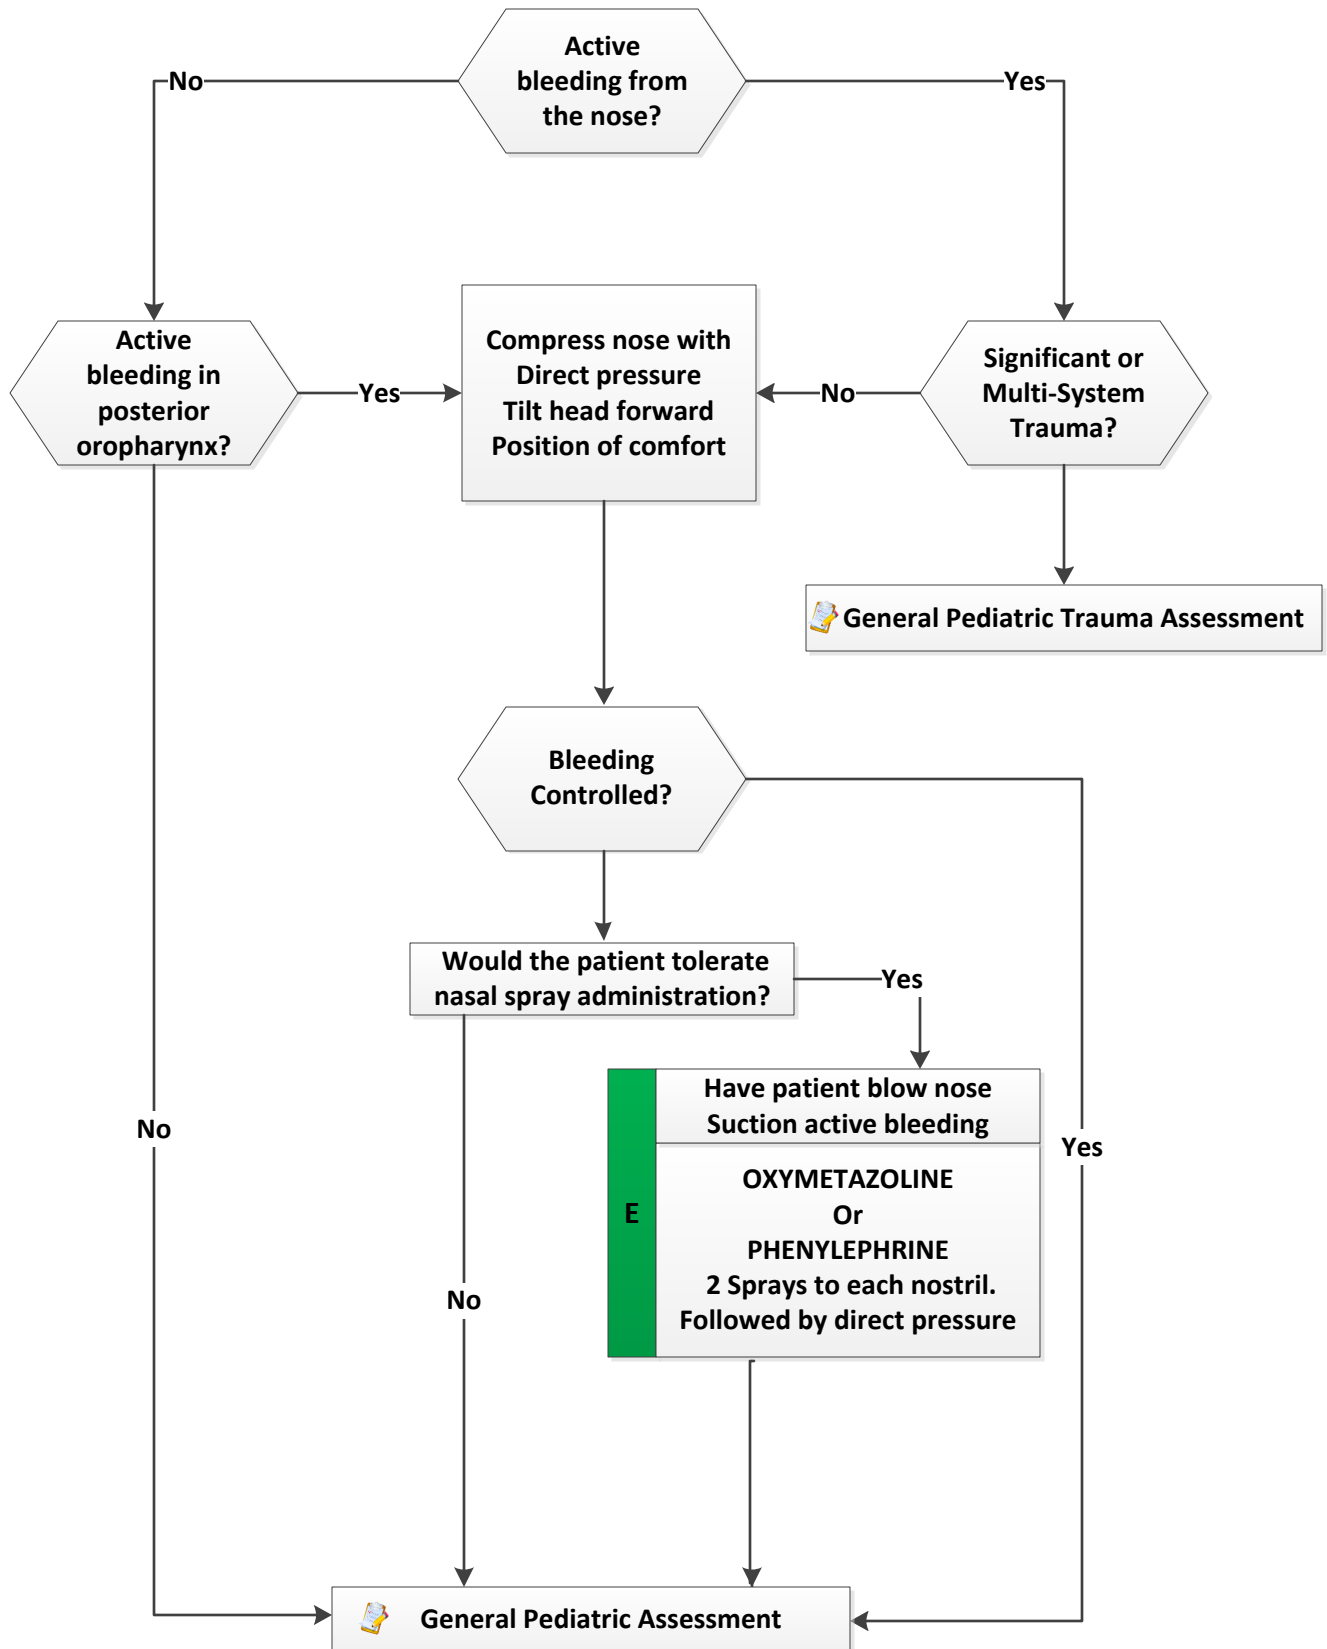 Active
bleeding from
the nose?
No
Yes
Active
bleeding in
posterior
oropharynx?
Yes
Compress nose with
Direct pressure
Tilt head forward
Position of comfort
No
Significant or
Multi-System
Trauma?
General Pediatric Trauma Assessment
Bleeding
Controlled?
Would the patient tolerate
nasal spray administration?
Yes
Have patient blow nose
Suction active bleeding
No
Yes
E
OXYMETAZOLINE
Or
PHENYLEPHRINE
2 Sprays to each nostril.
Followed by direct pressure
No
General Pediatric Assessment